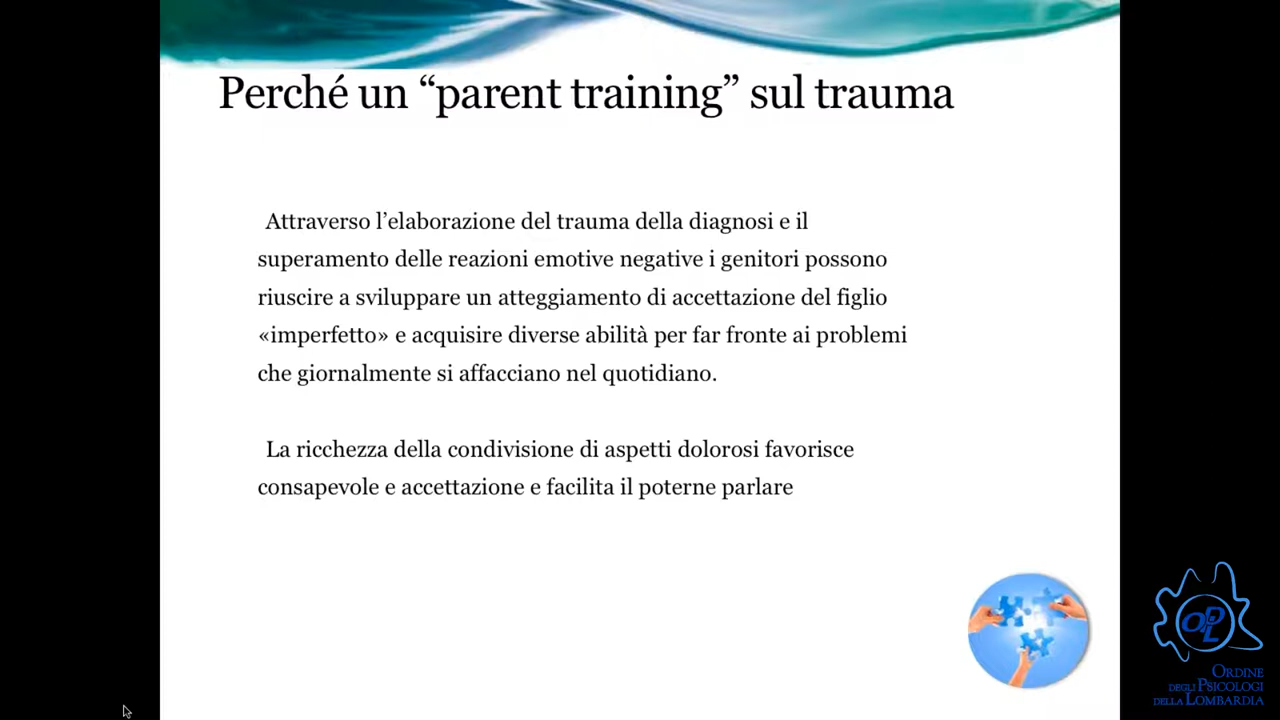 Perché un “parent training” sul trauma
Attraverso l’elaborazione del trauma della diagnosi e il
superamento delle reazioni emotive negative i genitori possono
riuscire a sviluppare un atteggiamento di accettazione del figlio
«imperfetto» e acquisire diverse abilità per far fronte ai problemi
che giornalmente si affacciano nel quotidiano.
La ricchezza della condivisione di aspetti dolorosi favorisce
consapevole e accettazione e facilita il poterne parlare
OPL
ORDINE
DEGLI PSICOLOGI
DELLA LOMBARDIA